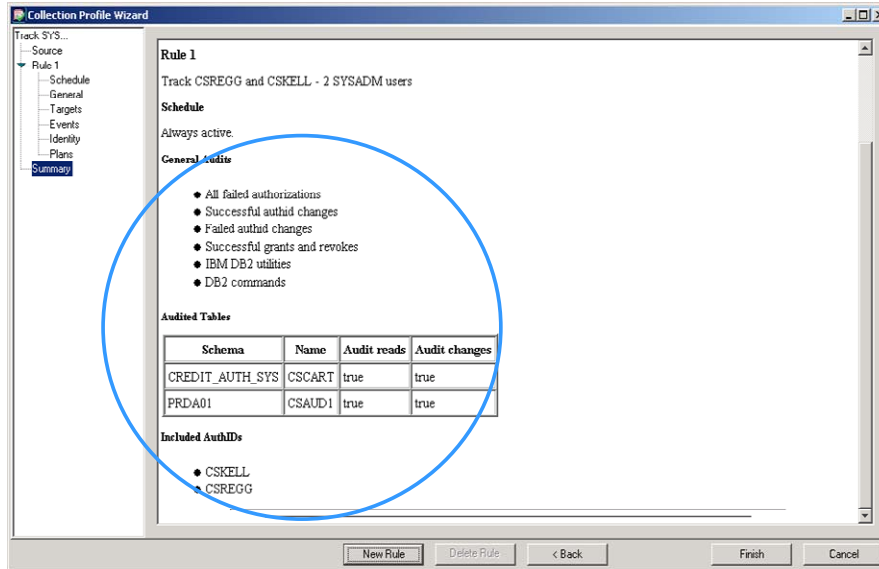 Collection Profile Wizard
Track SYS...
Source
Rule 1
Schedule
General
Targets
Events
Identity
Plans
Summary
Rule 1
Track CSREGG and CSKELL - 2 SYSADM users
Schedule
Always active.
General Audits
All failed authorizations
Successful authid changes
Failed authid changes
Successful grants and revokes
IBM DB2 utilities
DB2 commands
Audited Tables
Schema Name Audit reads Audit changes
CREDIT_AUTH_SYS CSCART true true
PRDA01 CSAUD1 true true
Included AuthIDs
CSKELL
CSREGG
New Rule Delete Rule < Back Finish Cancel